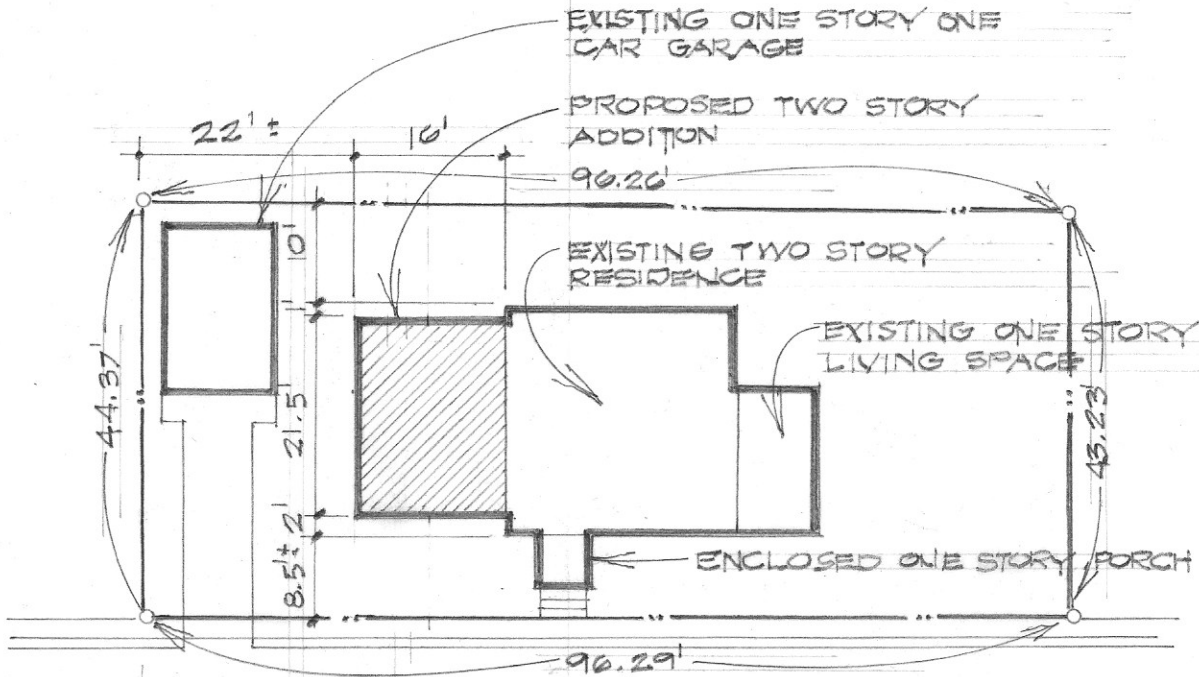 EXISTING ONE STORY ONE
CAR GARAGE
PROPOSED TWO STORY
ADDITION
22' ±
16'
96.26'
10'
1'
EXISTING TWO STORY
RESIDENCE
EXISTING ONE STORY
LIVING SPACE
44.37'
21.5'
43.23'
2'
8.5'±
ENCLOSED ONE STORY PORCH
96.29'